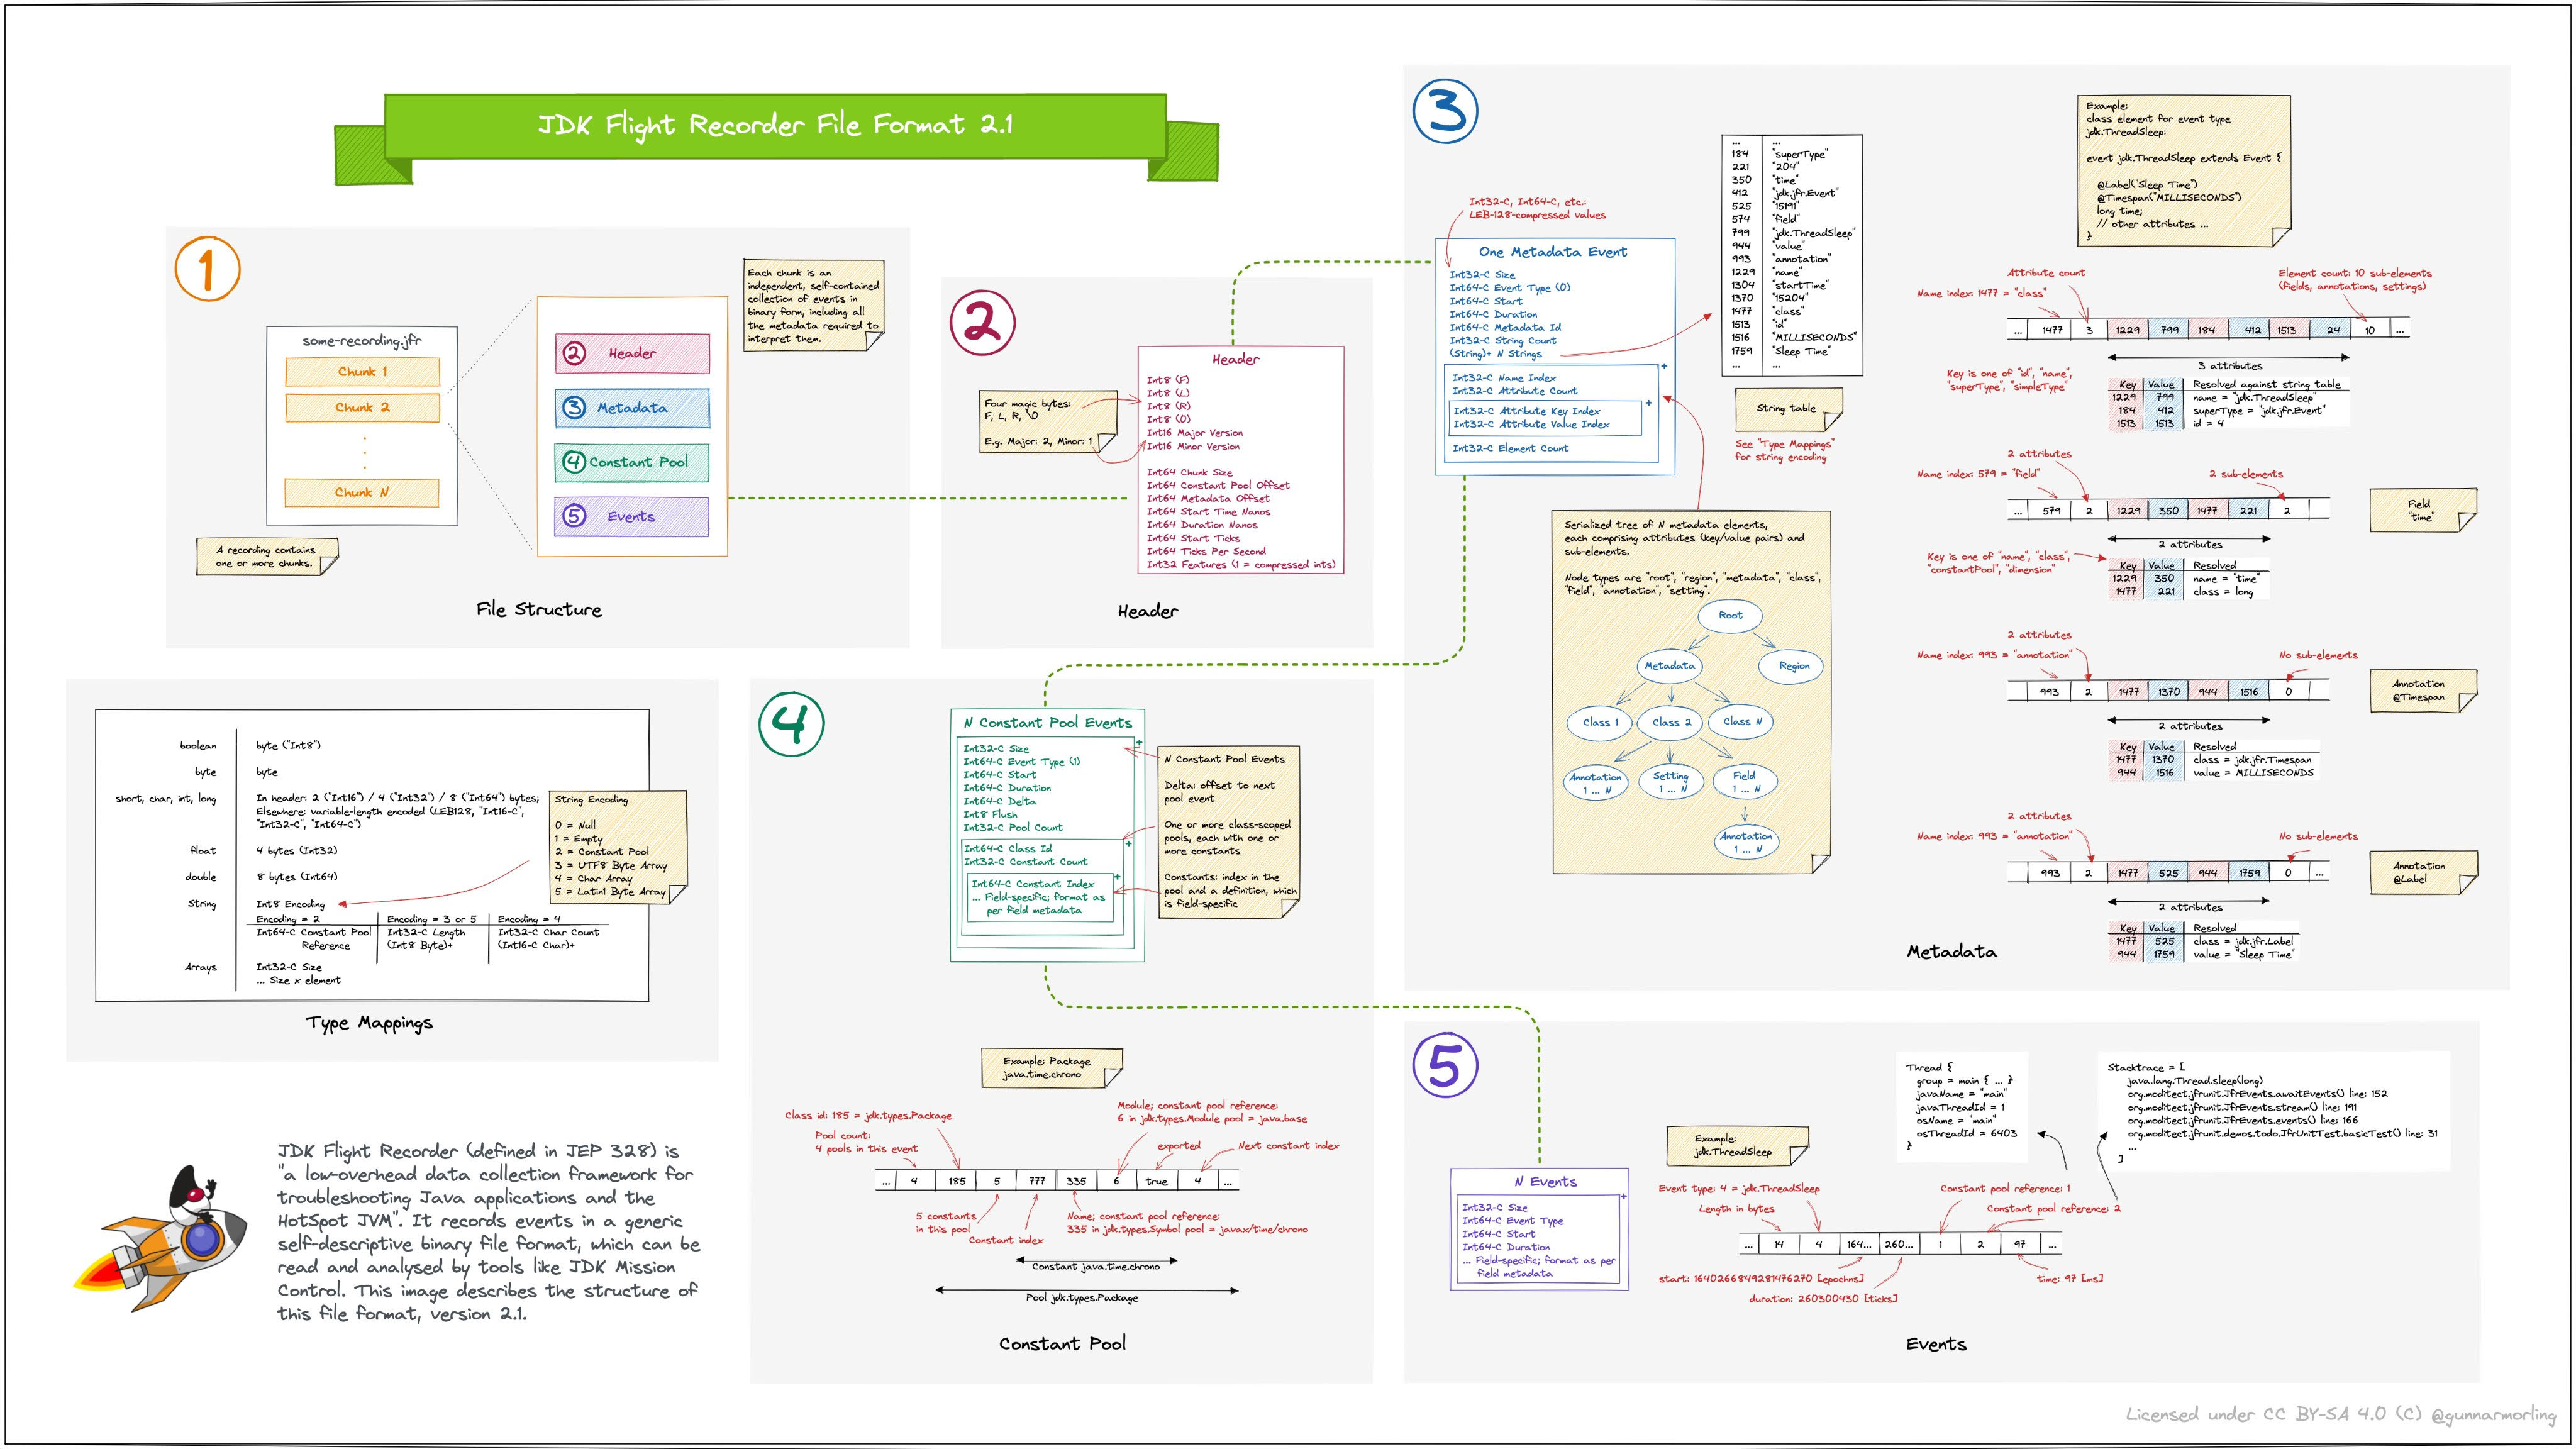 JDK Flight Recorder File Format 2.1
1
some-recording.jfr
Chunk 1
Chunk 2
Chunk N
A recording contains
one or more chunks.
2 Header
3 Metadata
4 Constant Pool
5 Events
Each chunk is an
independent, self-contained
collection of events in
binary form, including all
the metadata required to
interpret them.
File Structure
2
Four magic bytes:
F, L, R, \0
E.g. Major: 2, Minor: 1
Header
Int8 (F)
Int8 (L)
Int8 (R)
Int8 (0)
Int16 Major Version
Int16 Minor Version
Int64 Chunk Size
Int64 Constant Pool Offset
Int64 Metadata Offset
Int64 Start Time Nanos
Int64 Duration Nanos
Int64 Start Ticks
Int64 Ticks Per Second
Int32 Features (1 = compressed ints)
Header
3
Int32-C, Int64-C, etc.:
LEB-128-compressed values
One Metadata Event
Int32-C Size
Int64-C Event Type (0)
Int64-C Start
Int64-C Duration
Int64-C Metadata Id
Int32-C String Count
(String)+ N Strings
+
Int32-C Name Index
Int32-C Attribute Count
+
Int32-C Attribute Key Index
Int32-C Attribute Value Index
Int32-C Element Count
... ...
184 "superType"
221 "204"
350 "time"
412 "jdk.jfr.Event"
525 "15191"
574 "field"
799 "jdk.ThreadSleep"
944 "value"
993 "annotation"
1229 "name"
1304 "startTime"
1370 "15204"
1477 "class"
1513 "id"
1516 "MILLISECONDS"
1759 "Sleep Time"
... ...
String table
See "Type Mappings"
for string encoding
Serialized tree of N metadata elements,
each comprising attributes (key/value pairs) and
sub-elements.
Node types are "root", "region", "metadata", "class",
"field", "annotation", "setting".
Root
Metadata Region
Class 1 Class 2 Class N
Annotation
1 ... N
Setting
1 ... N
Field
1 ... N
Annotation
1 ... N
Example:
class element for event type
jdk.ThreadSleep:
event jdk.ThreadSleep extends Event {
@Label("Sleep Time")
@Timespan("MILLISECONDS")
long time;
// other attributes ...
}
Attribute count
Name index: 1477 = "class"
Element count: 10 sub-elements
(fields, annotations, settings)
... 1477 3 1229 799 184 412 1513 24 10 ...
3 attributes
Key is one of "id", "name",
"superType", "simpleType"
Key Value Resolved against string table
1229 799 name = "jdk.ThreadSleep"
184 412 superType = "jdk.jfr.Event"
1513 1513 id = 4
2 attributes
Name index: 579 = "field"
2 sub-elements
... 579 2 1229 350 1477 221 2
Field
"time"
2 attributes
Key is one of "name", "class",
"constantPool", "dimension"
Key Value Resolved
1229 350 name = "time"
1477 221 class = long
2 attributes
Name index: 993 = "annotation"
No sub-elements
... 993 2 1477 1370 944 1516 0
Annotation
@Timespan
2 attributes
Key Value Resolved
1477 1370 class = jdk.jfr.Timespan
944 1516 value = MILLISECONDS
2 attributes
Name index: 993 = "annotation"
No sub-elements
... 993 2 1477 525 944 1759 0 ...
Annotation
@Label
2 attributes
Key Value Resolved
1477 525 class = jdk.jfr.Label
944 1759 value = "Sleep Time"
Metadata
boolean byte ("Int8")
byte byte
short, char, int, long In header: 2 ("Int16") / 4 ("Int32") / 8 ("Int64") bytes;
Elsewhere: variable-length encoded (LEB128, "Int16-C",
"Int32-C", "Int64-C")
float 4 bytes (Int32)
double 8 bytes (Int64)
String Int8 Encoding
Encoding = 2 Encoding = 3 or 5 Encoding = 4
Int64-C Constant Pool Int32-C Length Int32-C Char Count
Reference (Int8 Byte)+ (Int16-C Char)+
Arrays Int32-C Size
... Size x element
String Encoding
0 = Null
1 = Empty
2 = Constant Pool
3 = UTF8 Byte Array
4 = Char Array
5 = Latin1 Byte Array
Type Mappings
4
N Constant Pool Events
+
Int32-C Size
Int64-C Event Type (1)
Int64-C Start
Int64-C Duration
Int64-C Delta
Int8 Flush
Int32-C Pool Count
+
Int64-C Class Id
Int32-C Constant Count
+
Int64-C Constant Index
... Field-specific; format as
per field metadata
N Constant Pool Events
Delta: offset to next
pool event
One or more class-scoped
pools, each with one or
more constants
Constants: index in the
pool and a definition, which
is field-specific
Example: Package
java.time.chrono
Class id: 185 = jdk.types.Package
Pool count:
4 pools in this event
Module; constant pool reference:
6 in jdk.types.Module pool = java.base
exported
Next constant index
... 4 185 5 777 335 6 true 4 ...
5 constants
in this pool
Constant index
Name; constant pool reference:
335 in jdk.types.Symbol pool = javax/time/chrono
Constant java.time.chrono
Pool jdk.types.Package
Constant Pool
JDK Flight Recorder (defined in JEP 328) is
"a low-overhead data collection framework for
troubleshooting Java applications and the
HotSpot JVM". It records events in a generic
self-descriptive binary file format, which can be
read and analysed by tools like JDK Mission
Control. This image describes the structure of
this file format, version 2.1.
5
N Events
+
Int32-C Size
Int64-C Event Type
Int64-C Start
Int64-C Duration
... Field-specific; format as per
field metadata
Example:
jdk.ThreadSleep
Thread {
group = main { ... }
javaName = "main"
javaThreadId = 1
osName = "main"
osThreadId = 6403
}
Stacktrace = [
java.lang.Thread.sleep(long)
org.moditect.jfrunit.JfrEvents.awaitEvents() line: 152
org.moditect.jfrunit.JfrEvents.stream() line: 191
org.moditect.jfrunit.JfrEvents.events() line: 166
org.moditect.jfrunit.demos.todo.JfrUnitTest.basicTest() line: 31
...
]
Event type: 4 = jdk.ThreadSleep
Length in bytes
Constant pool reference: 1
Constant pool reference: 2
... 14 4 164... 260... 1 2 97 ...
start: 1640266849281476270 [epochns]
duration: 260300430 [ticks]
time: 97 [ms]
Events
Licensed under CC BY-SA 4.0 (C) @gunnarmorling